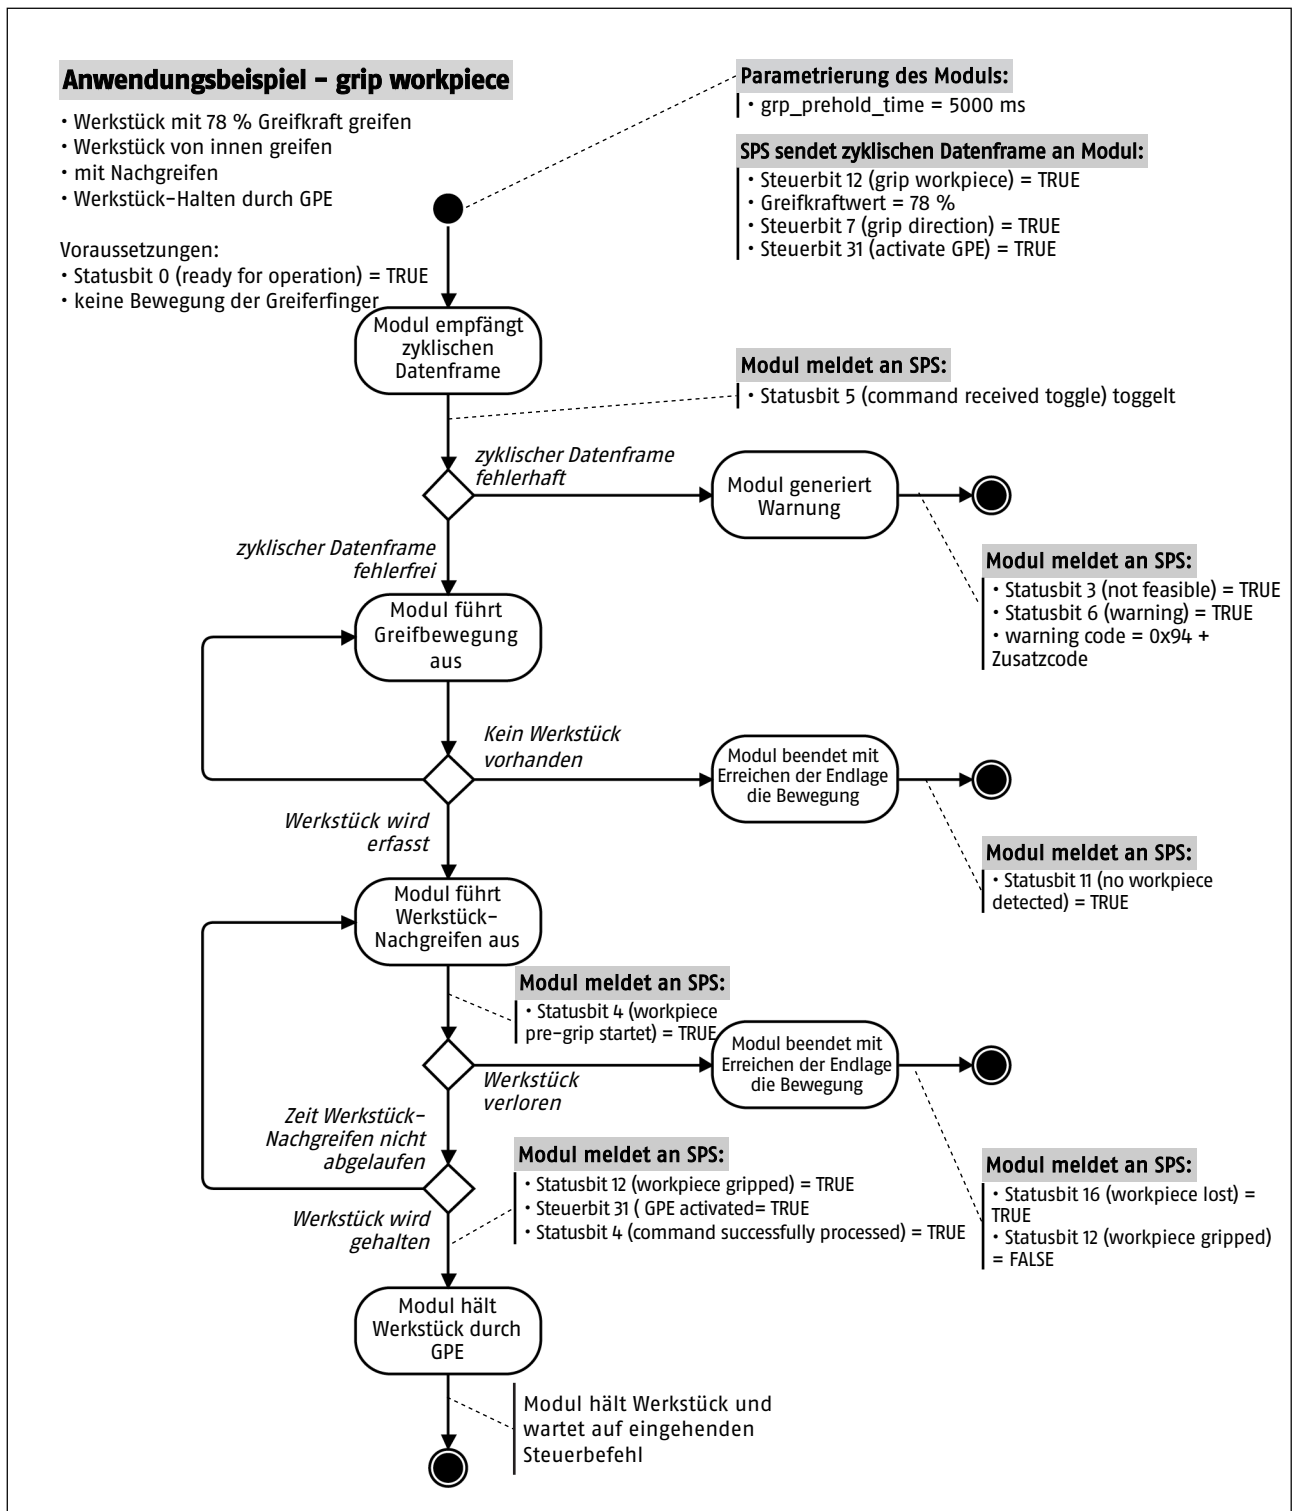 Anwendungsbeispiel – grip workpiece
• Werkstück mit 78 % Greifkraft greifen
• Werkstück von innen greifen
• mit Nachgreifen
• Werkstück-Halten durch GPE
Voraussetzungen:
• Statusbit 0 (ready for operation) = TRUE
• keine Bewegung der Greiferfinger
Parametrierung des Moduls:
• grp_prehold_time = 5000 ms
SPS sendet zyklischen Datenframe an Modul:
• Steuerbit 12 (grip workpiece) = TRUE
• Greifkraftwert = 78 %
• Steuerbit 7 (grip direction) = TRUE
• Steuerbit 31 (activate GPE) = TRUE
Modul empfängt
zyklischen
Datenframe
Modul meldet an SPS:
• Statusbit 5 (command received toggle) toggelt
zyklischer Datenframe
fehlerhaft
Modul generiert
Warnung
zyklischer Datenframe
fehlerfrei
Modul meldet an SPS:
• Statusbit 3 (not feasible) = TRUE
• Statusbit 6 (warning) = TRUE
• warning code = 0x94 +
Zusatzcode
Modul führt
Greifbewegung
aus
Kein Werkstück
vorhanden
Modul beendet mit
Erreichen der Endlage
die Bewegung
Werkstück wird
erfasst
Modul meldet an SPS:
• Statusbit 11 (no workpiece
detected) = TRUE
Modul führt
Werkstück-
Nachgreifen aus
Modul meldet an SPS:
• Statusbit 4 (workpiece
pre-grip startet) = TRUE
Modul beendet mit
Erreichen der Endlage
die Bewegung
Werkstück
verloren
Zeit Werkstück-
Nachgreifen nicht
abgelaufen
Modul meldet an SPS:
• Statusbit 12 (workpiece gripped) = TRUE
• Steuerbit 31 ( GPE activated= TRUE
• Statusbit 4 (command successfully processed) = TRUE
Modul meldet an SPS:
• Statusbit 16 (workpiece lost) =
TRUE
• Statusbit 12 (workpiece gripped)
= FALSE
Werkstück wird
gehalten
Modul hält
Werkstück durch
GPE
Modul hält Werkstück und
wartet auf eingehenden
Steuerbefehl